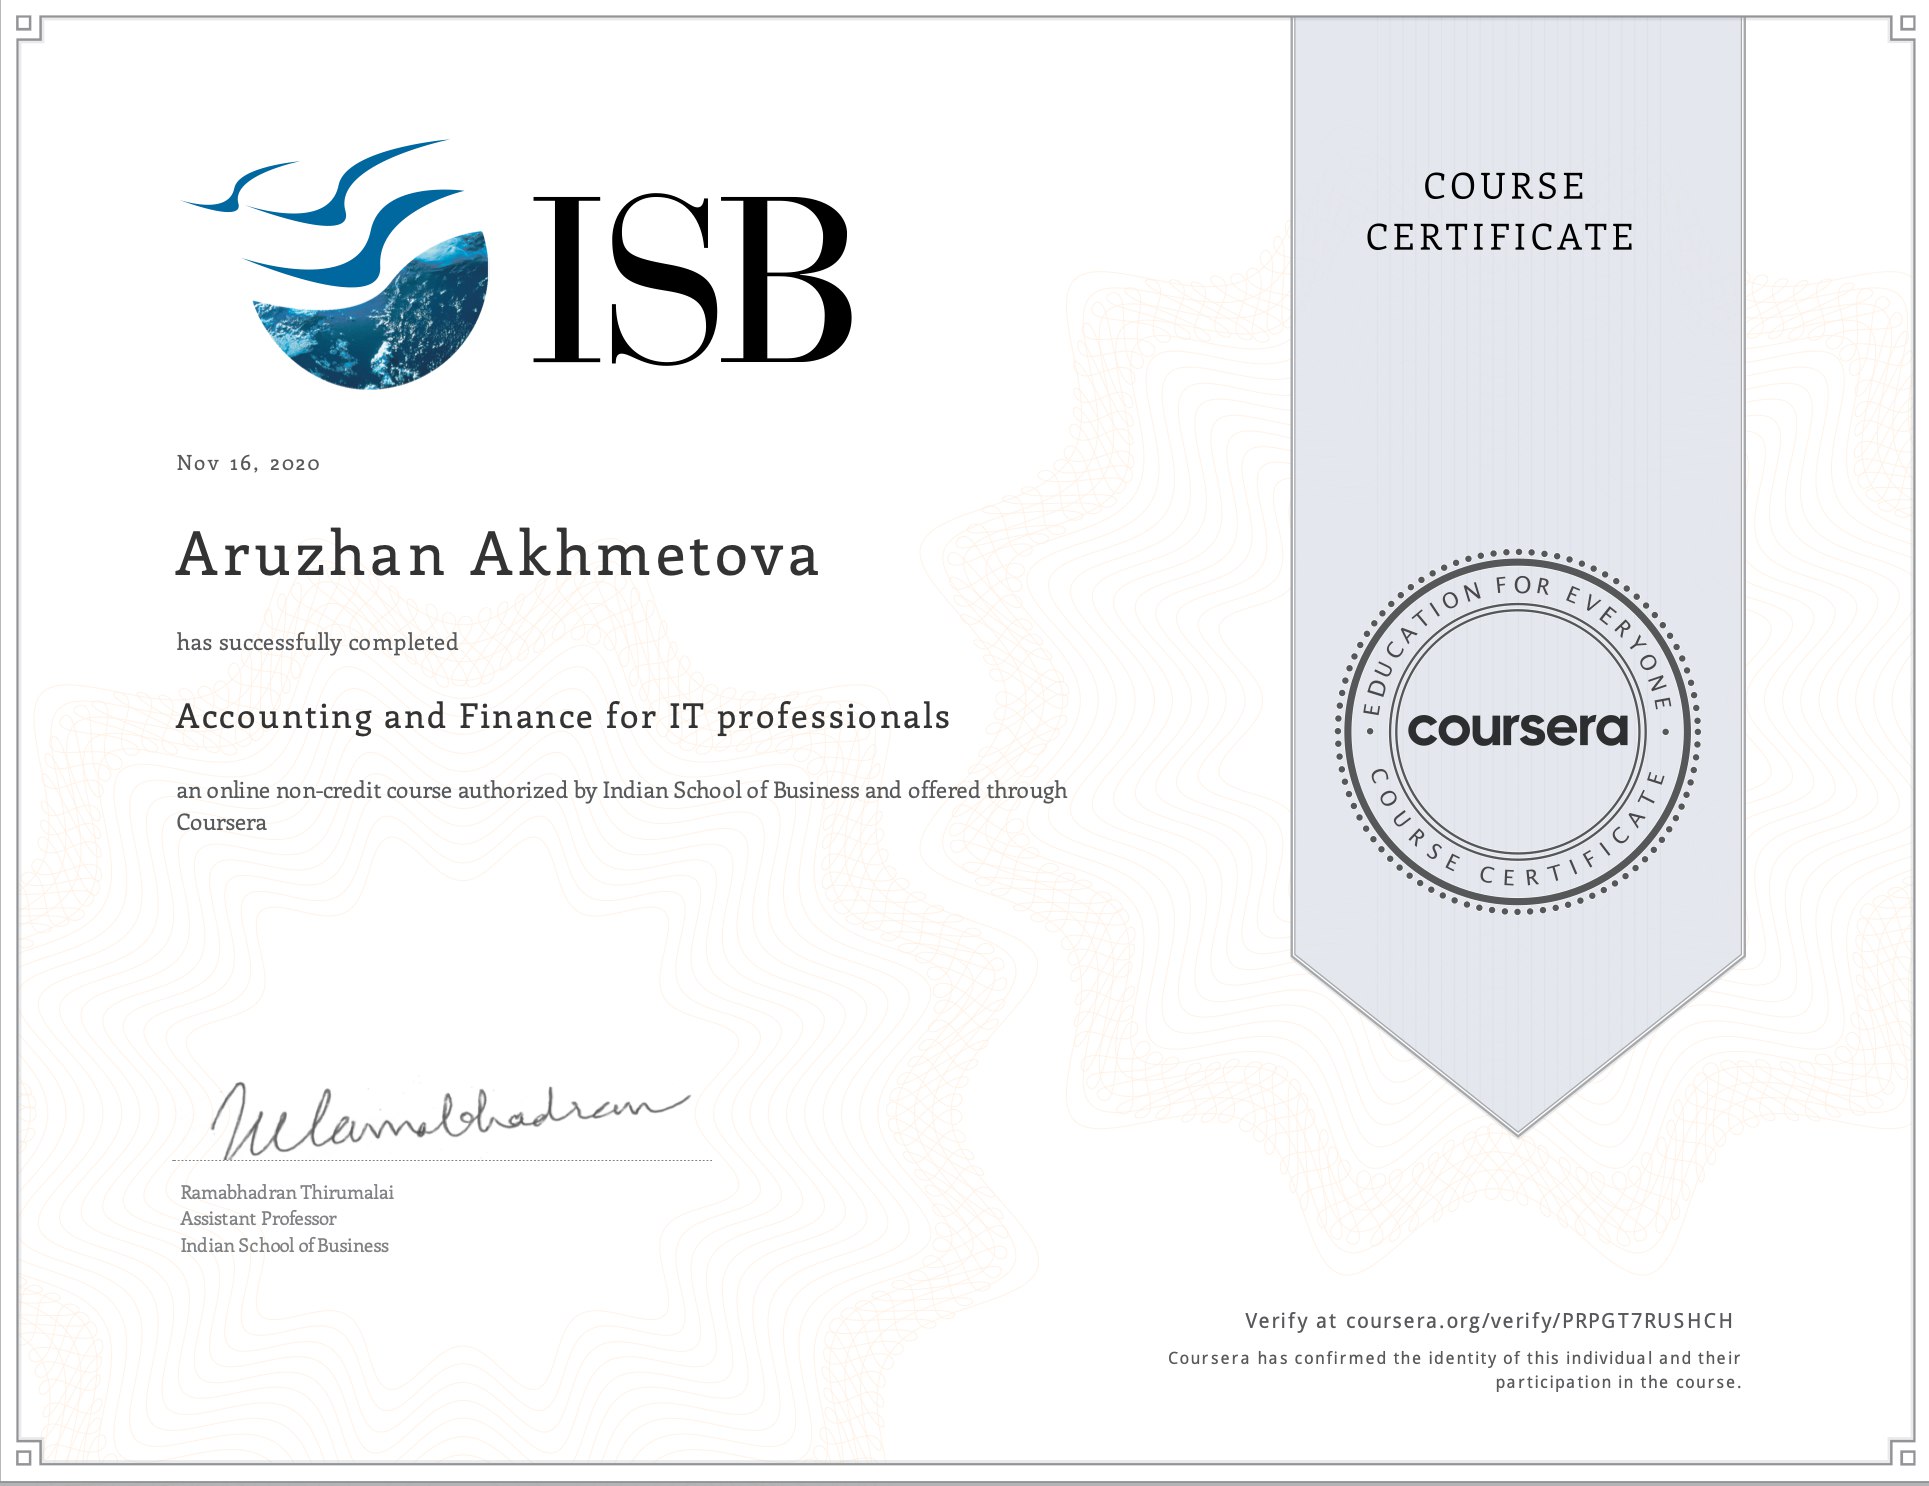 ISB
COURSE
CERTIFICATE
Nov 16, 2020
Aruzhan Akhmetova
has successfully completed
Accounting and Finance for IT professionals
an online non-credit course authorized by Indian School of Business and offered through
Coursera
EDUCATION FOR EVERYONE
coursera
COURSE CERTIFICATE
Ramabhadran Thirumalai
Assistant Professor
Indian School of Business
Verify at coursera.org/verify/PRPGT7RUSHCH
Coursera has confirmed the identity of this individual and their
participation in the course.